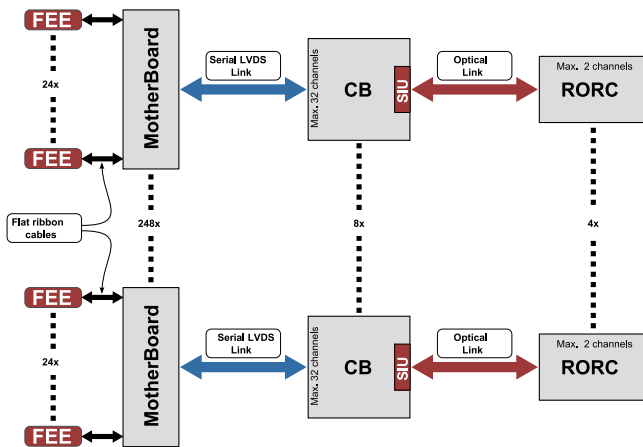 FEE
24x
FEE
MotherBoard
Serial LVDS
Link
Max. 32 channels
CB
SIU
Optical
Link
Max. 2 channels
RORC
Flat ribbon
cables
248x
8x
4x
FEE
24x
FEE
MotherBoard
Serial LVDS
Link
Max. 32 channels
CB
SIU
Optical
Link
Max. 2 channels
RORC